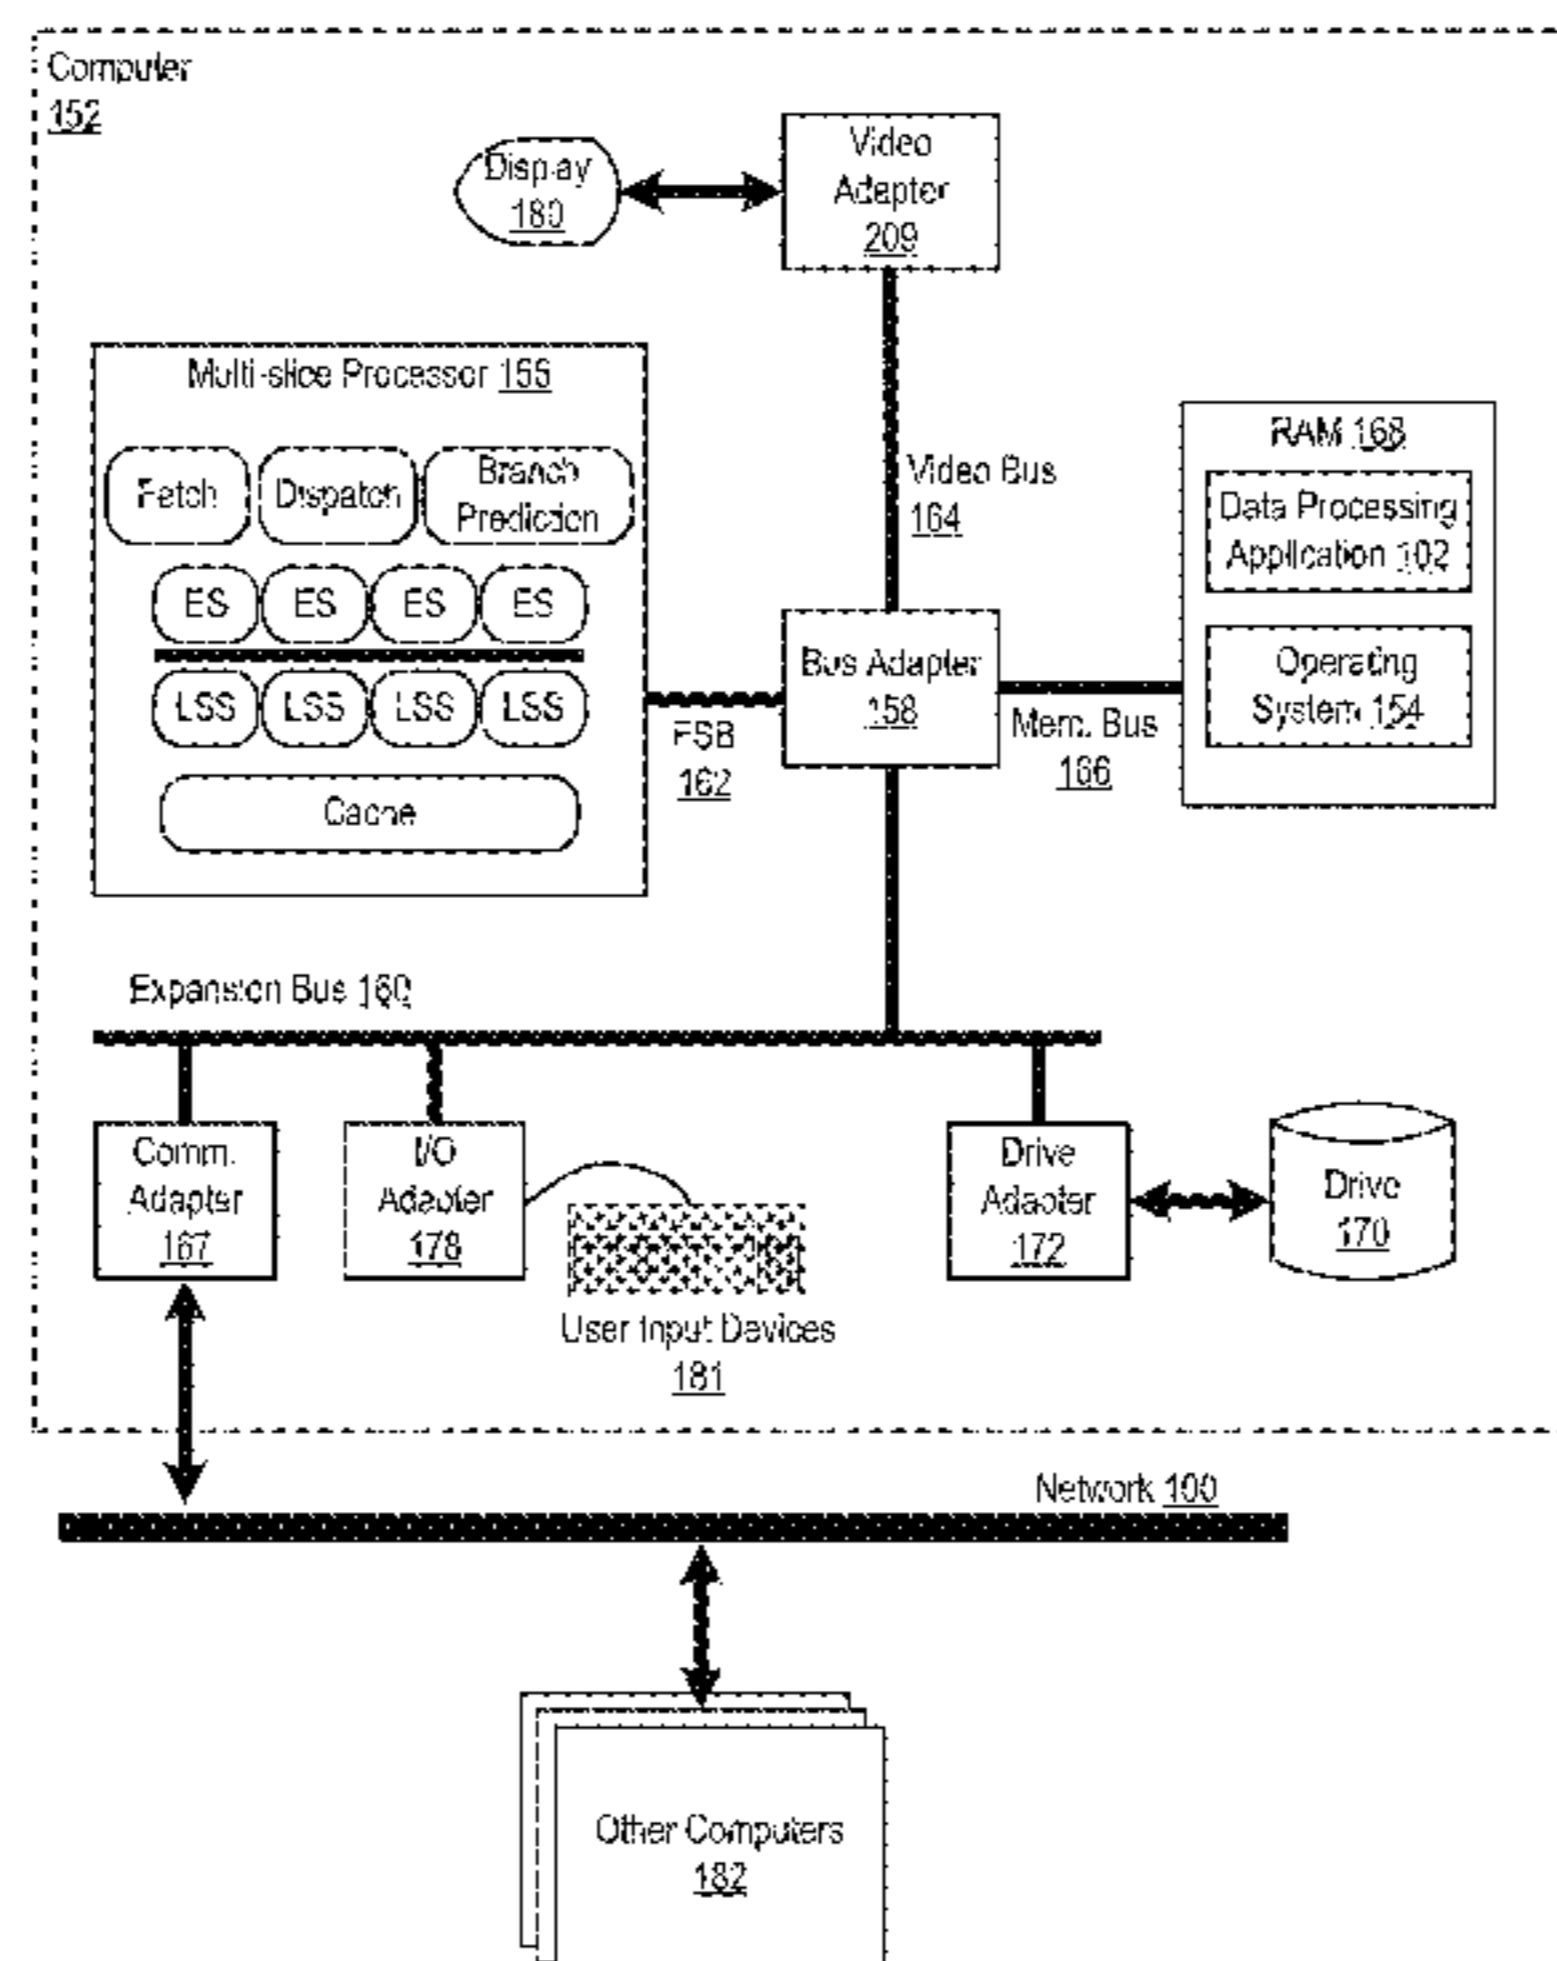 Computer
152
Display
180
Video
Adapter
209
Multi-slice Processor 156
Fetch
Dispatch
Branch
Prediction
ES ES ES ES
LSS LSS LSS LSS
Cache
Video Bus
164
RAM 168
Data Processing
Application 102
Operating
System 154
Bus Adapter
158
FSB
162
Mem. Bus
166
Expansion Bus 160
Comm.
Adapter
167
I/O
Adapter
178
User Input Devices
181
Drive
Adapter
172
Drive
170
Network 100
Other Computers
182